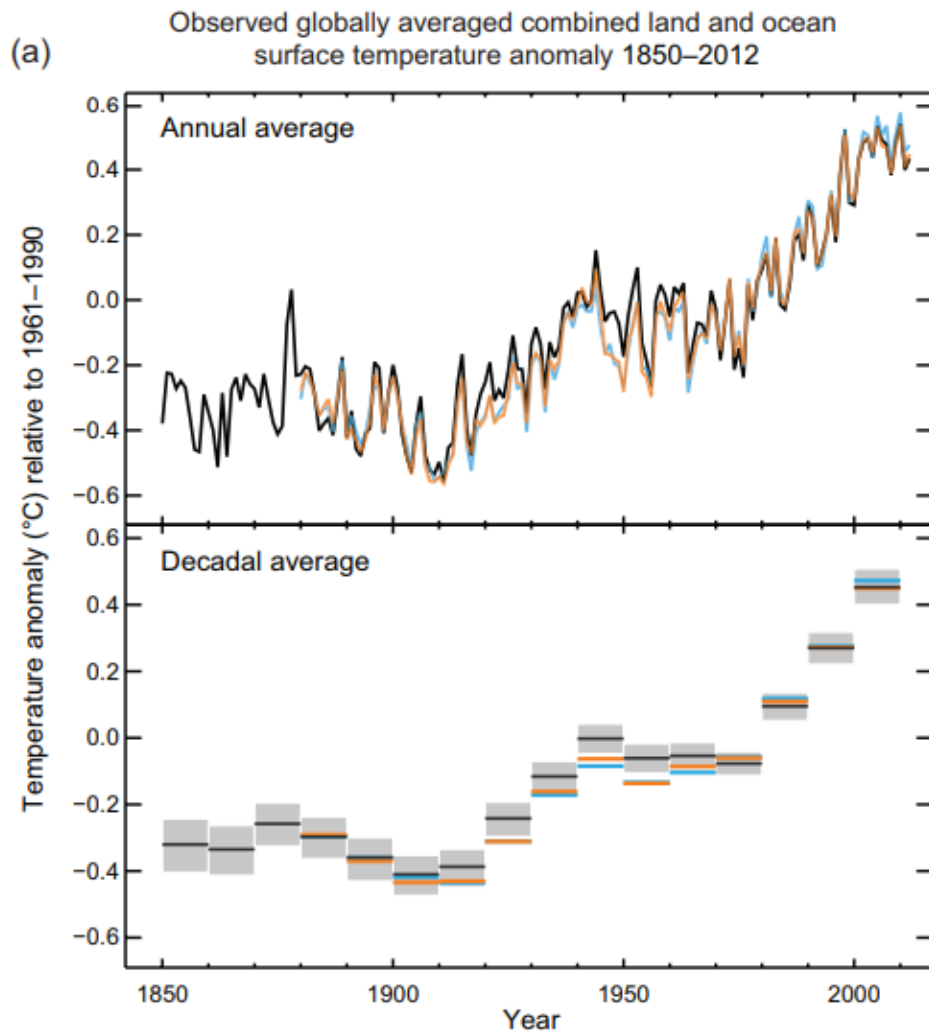 Observed globally averaged combined land and ocean
(a)
surface temperature anomaly 1850–2012
Temperature anomaly (°C) relative to 1961–1990
Annual average
0.6
0.4
0.2
0.0
−0.2
−0.4
−0.6
Decadal average
0.6
0.4
0.2
0.0
−0.2
−0.4
−0.6
1850 1900 1950 2000
Year